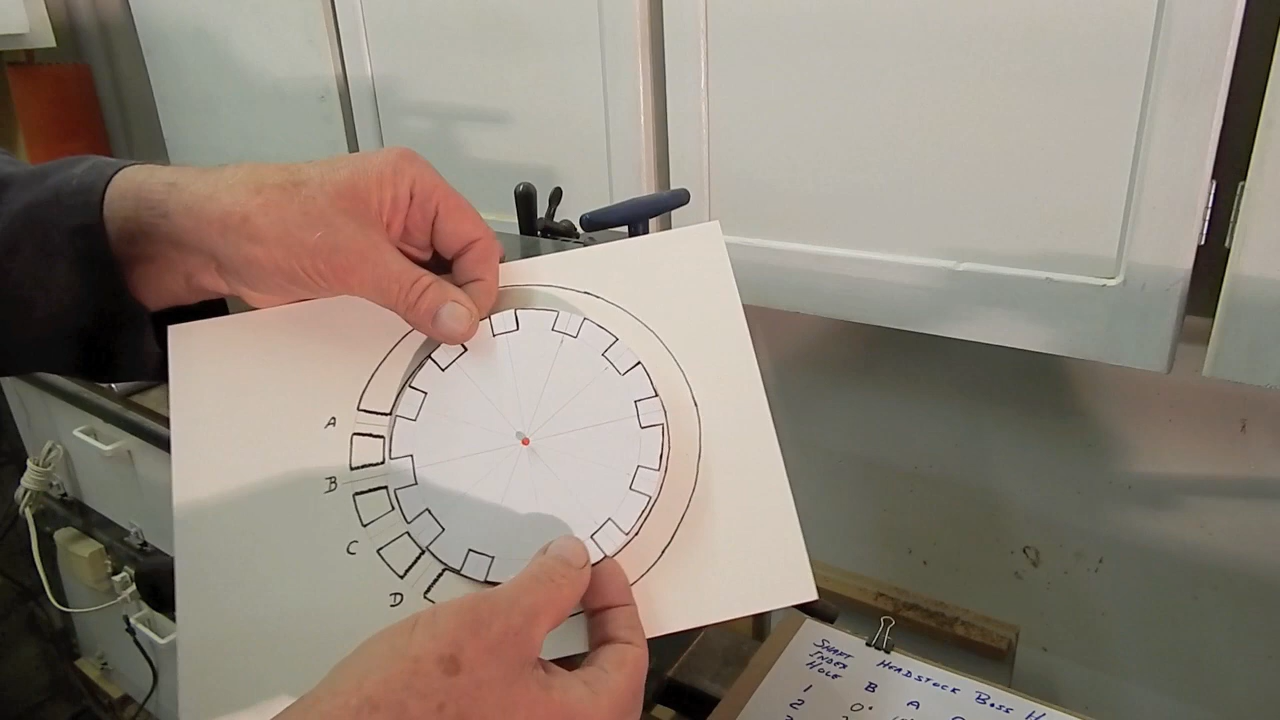 A
B
C
D
SHAFT
INDEX
HOLE
HEADSTOCK BOSS H
B A
1 0°
2